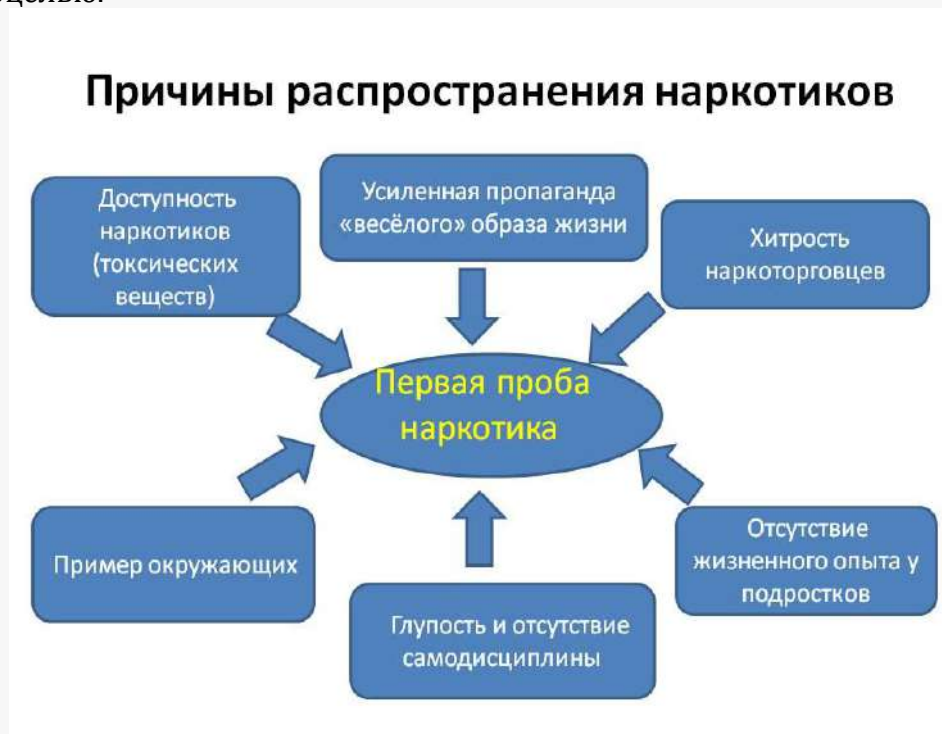 Причины распространения наркотиков
Доступность
наркотиков
(токсических
веществ)
Усиленная пропаганда
«весёлого» образа жизни
Хитрость
наркоторговцев
Первая проба
наркотика
Пример окружающих
Глупость и отсутствие
самодисциплины
Отсутствие
жизненного опыта у
подростков